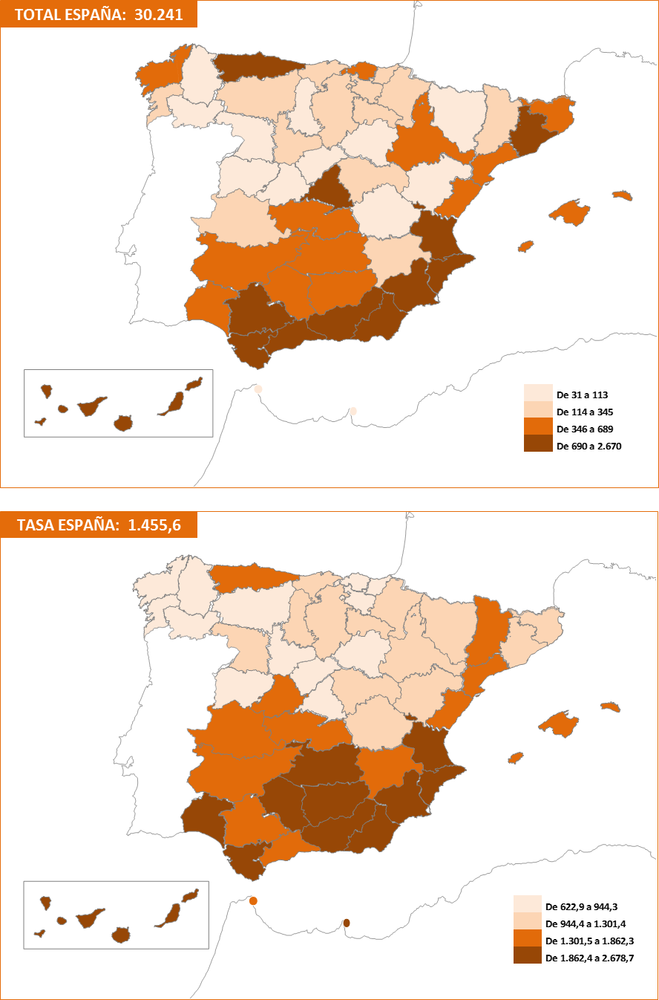 TOTAL ESPAÑA: 30.241
De 31 a 113
De 114 a 345
De 346 a 689
De 690 a 2.670
TASA ESPAÑA: 1.455,6
De 622,9 a 944,3
De 944,4 a 1.301,4
De 1.301,5 a 1.862,3
De 1.862,4 a 2.678,7